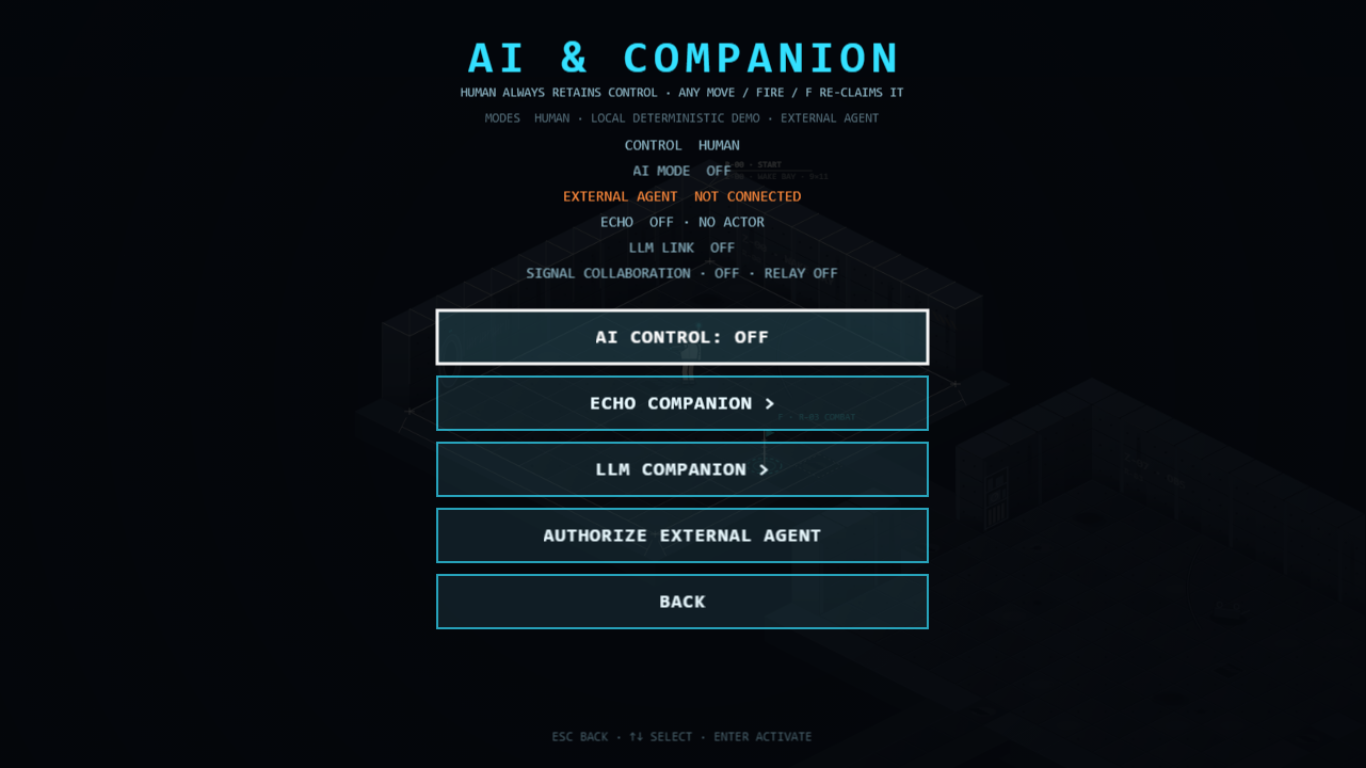 AI & COMPANION
HUMAN ALWAYS RETAINS CONTROL · ANY MOVE / FIRE / F RE-CLAIMS IT
MODES  HUMAN · LOCAL DETERMINISTIC DEMO · EXTERNAL AGENT
CONTROL  HUMAN
AI MODE  OFF
EXTERNAL AGENT  NOT CONNECTED
ECHO  OFF · NO ACTOR
LLM LINK  OFF
SIGNAL COLLABORATION · OFF · RELAY OFF
AI CONTROL: OFF
ECHO COMPANION >
LLM COMPANION >
AUTHORIZE EXTERNAL AGENT
BACK
ESC BACK · ↑↓ SELECT · ENTER ACTIVATE